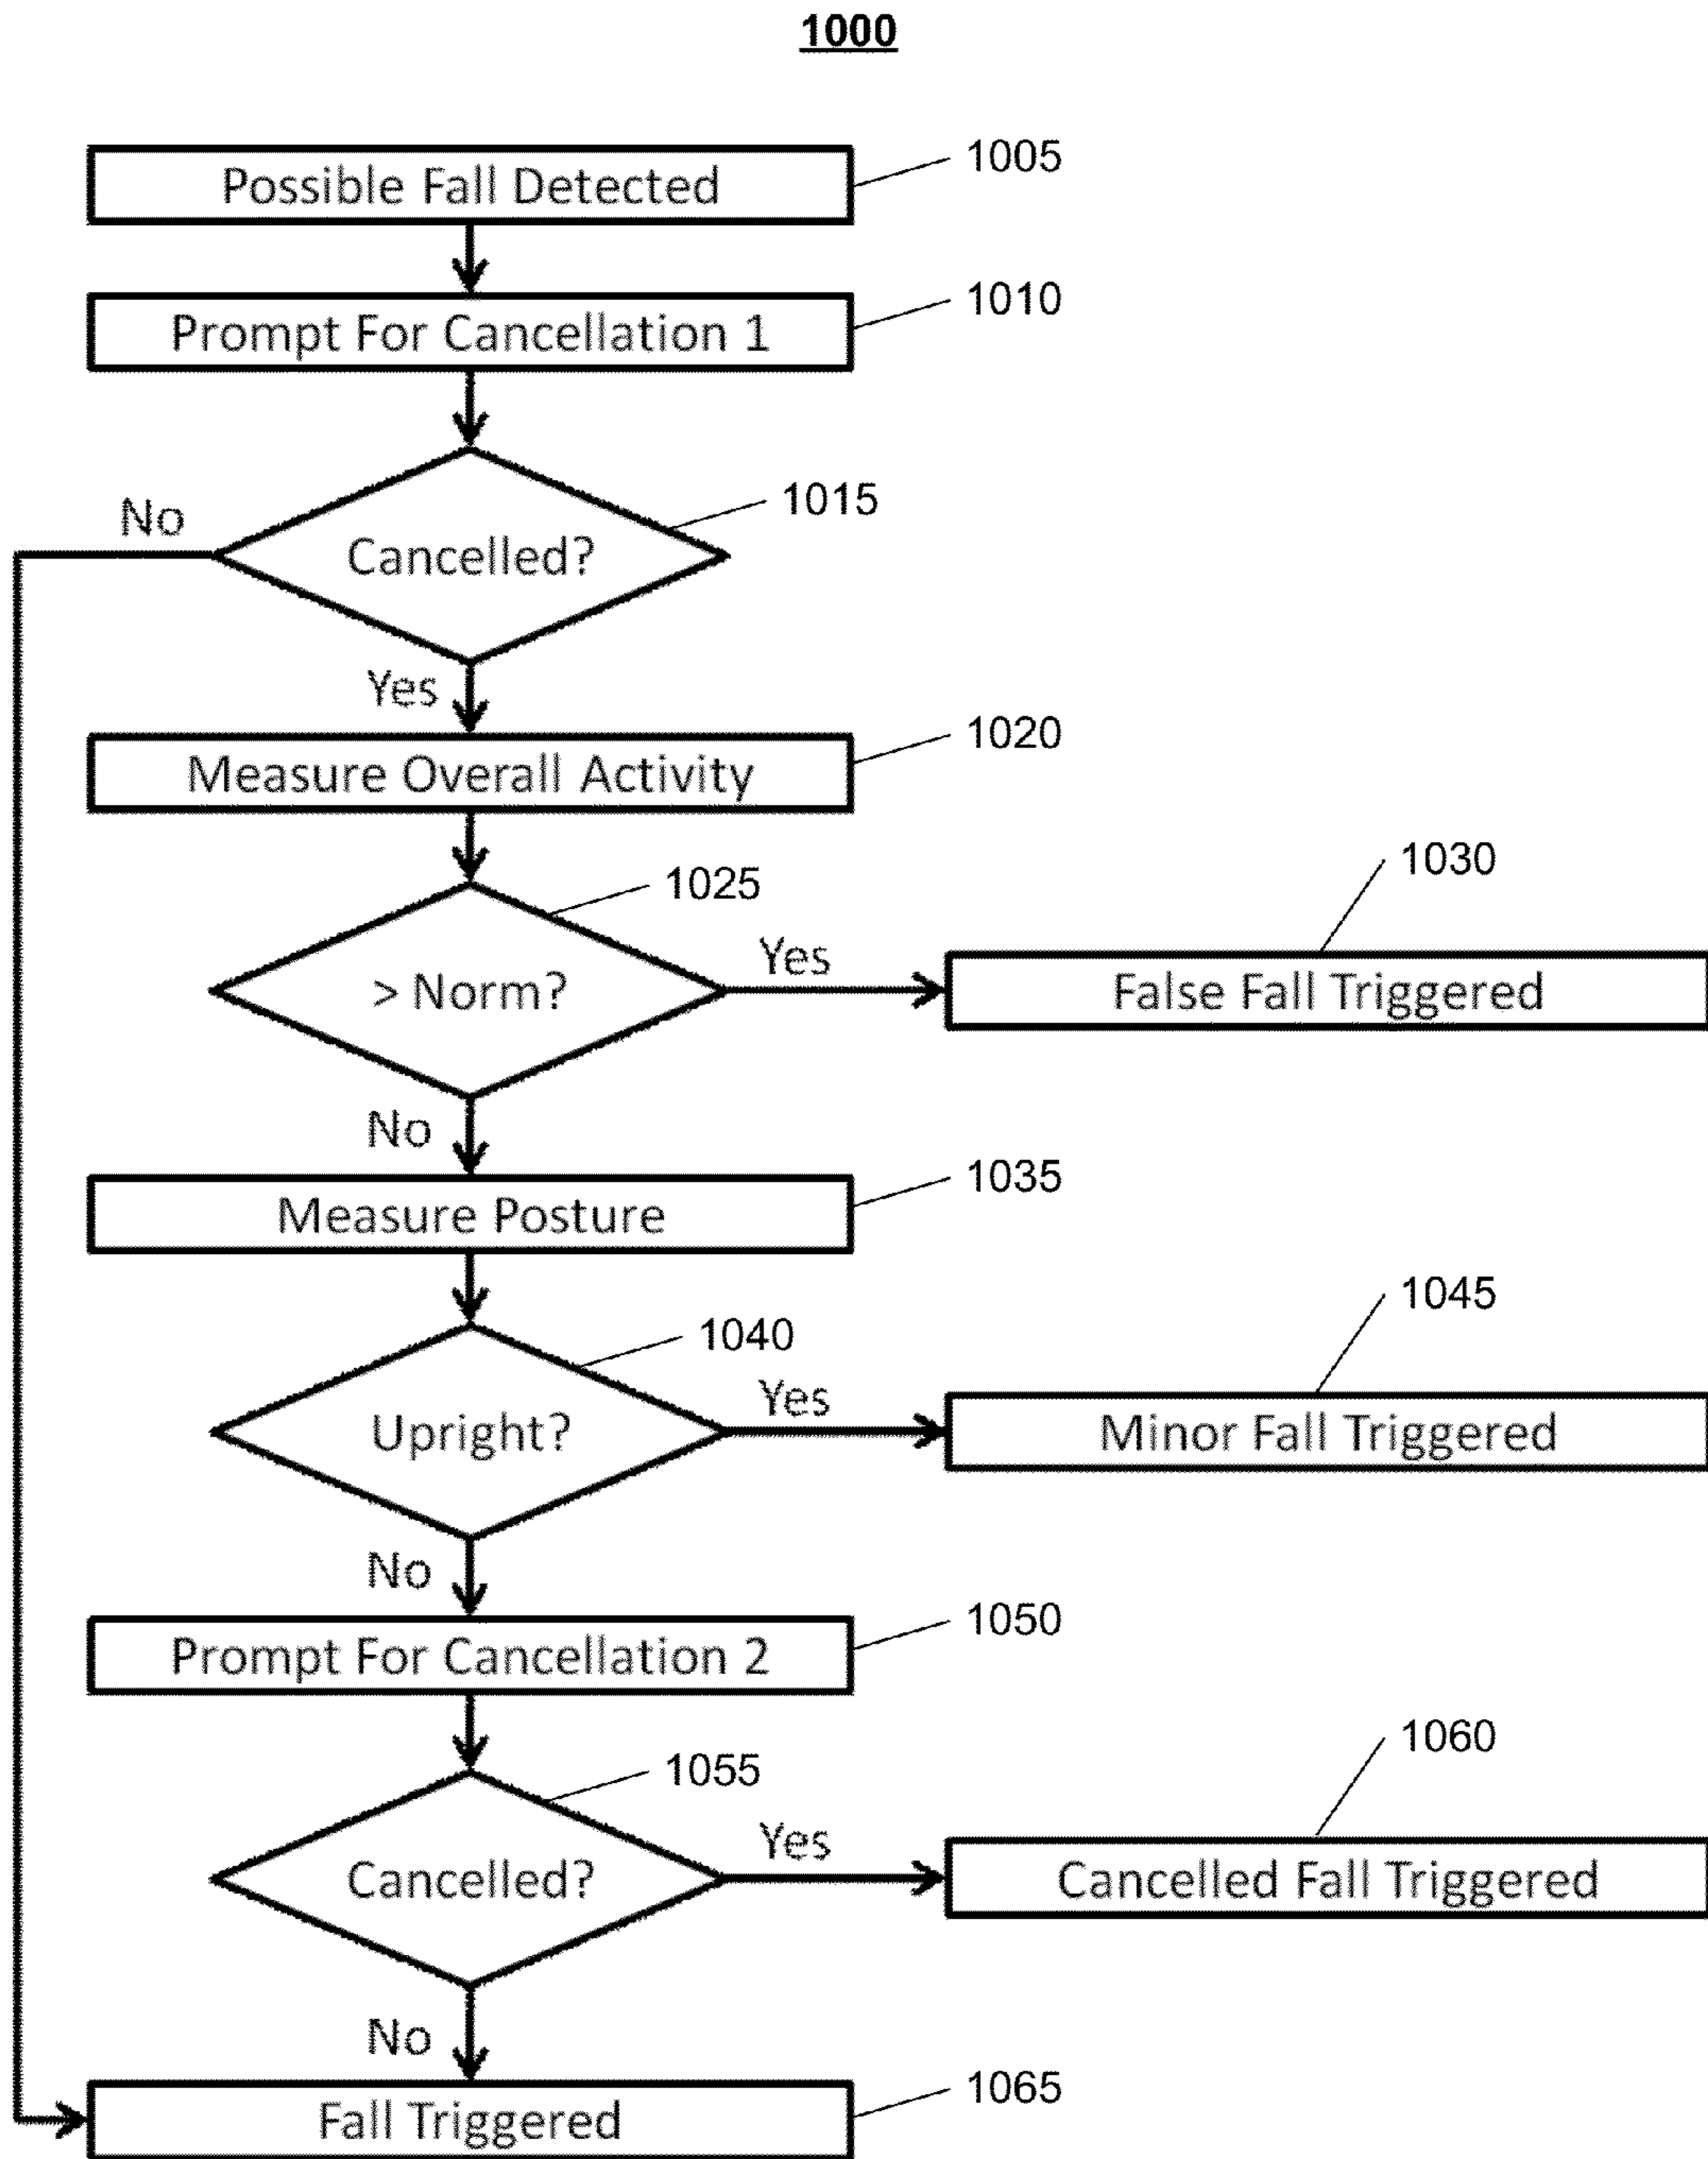 1000
Possible Fall Detected
1005
Prompt For Cancellation 1
1010
Cancelled?
1015
No
Yes
Measure Overall Activity
1020
> Norm?
1025
Yes
False Fall Triggered
1030
No
Measure Posture
1035
Upright?
1040
Yes
Minor Fall Triggered
1045
No
Prompt For Cancellation 2
1050
Cancelled?
1055
Yes
Cancelled Fall Triggered
1060
No
Fall Triggered
1065